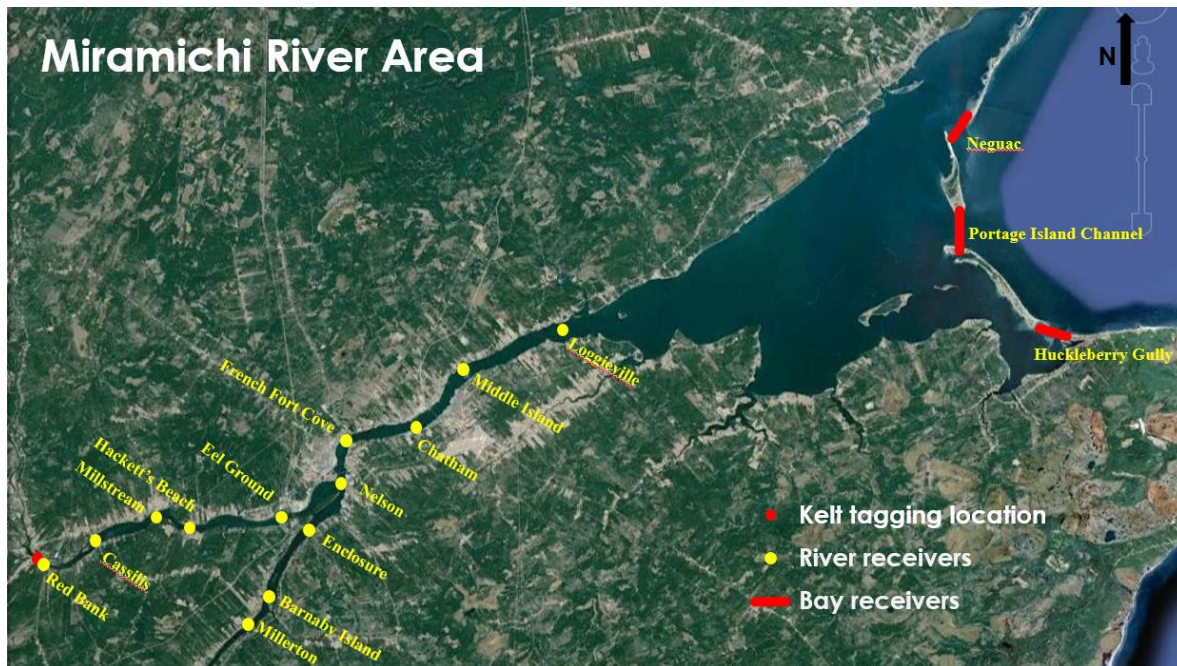 Miramichi River Area
N
Neguac
Portage Island Channel
Huckleberry Gully
Loggieville
Middle Island
French Fort Cove
Chatham
Hackett's Beach
Eel Ground
Millstream
Nelson
Enclosure
Cassills
Red Bank
Barnaby Island
Millerton
Kelt tagging location
River receivers
Bay receivers